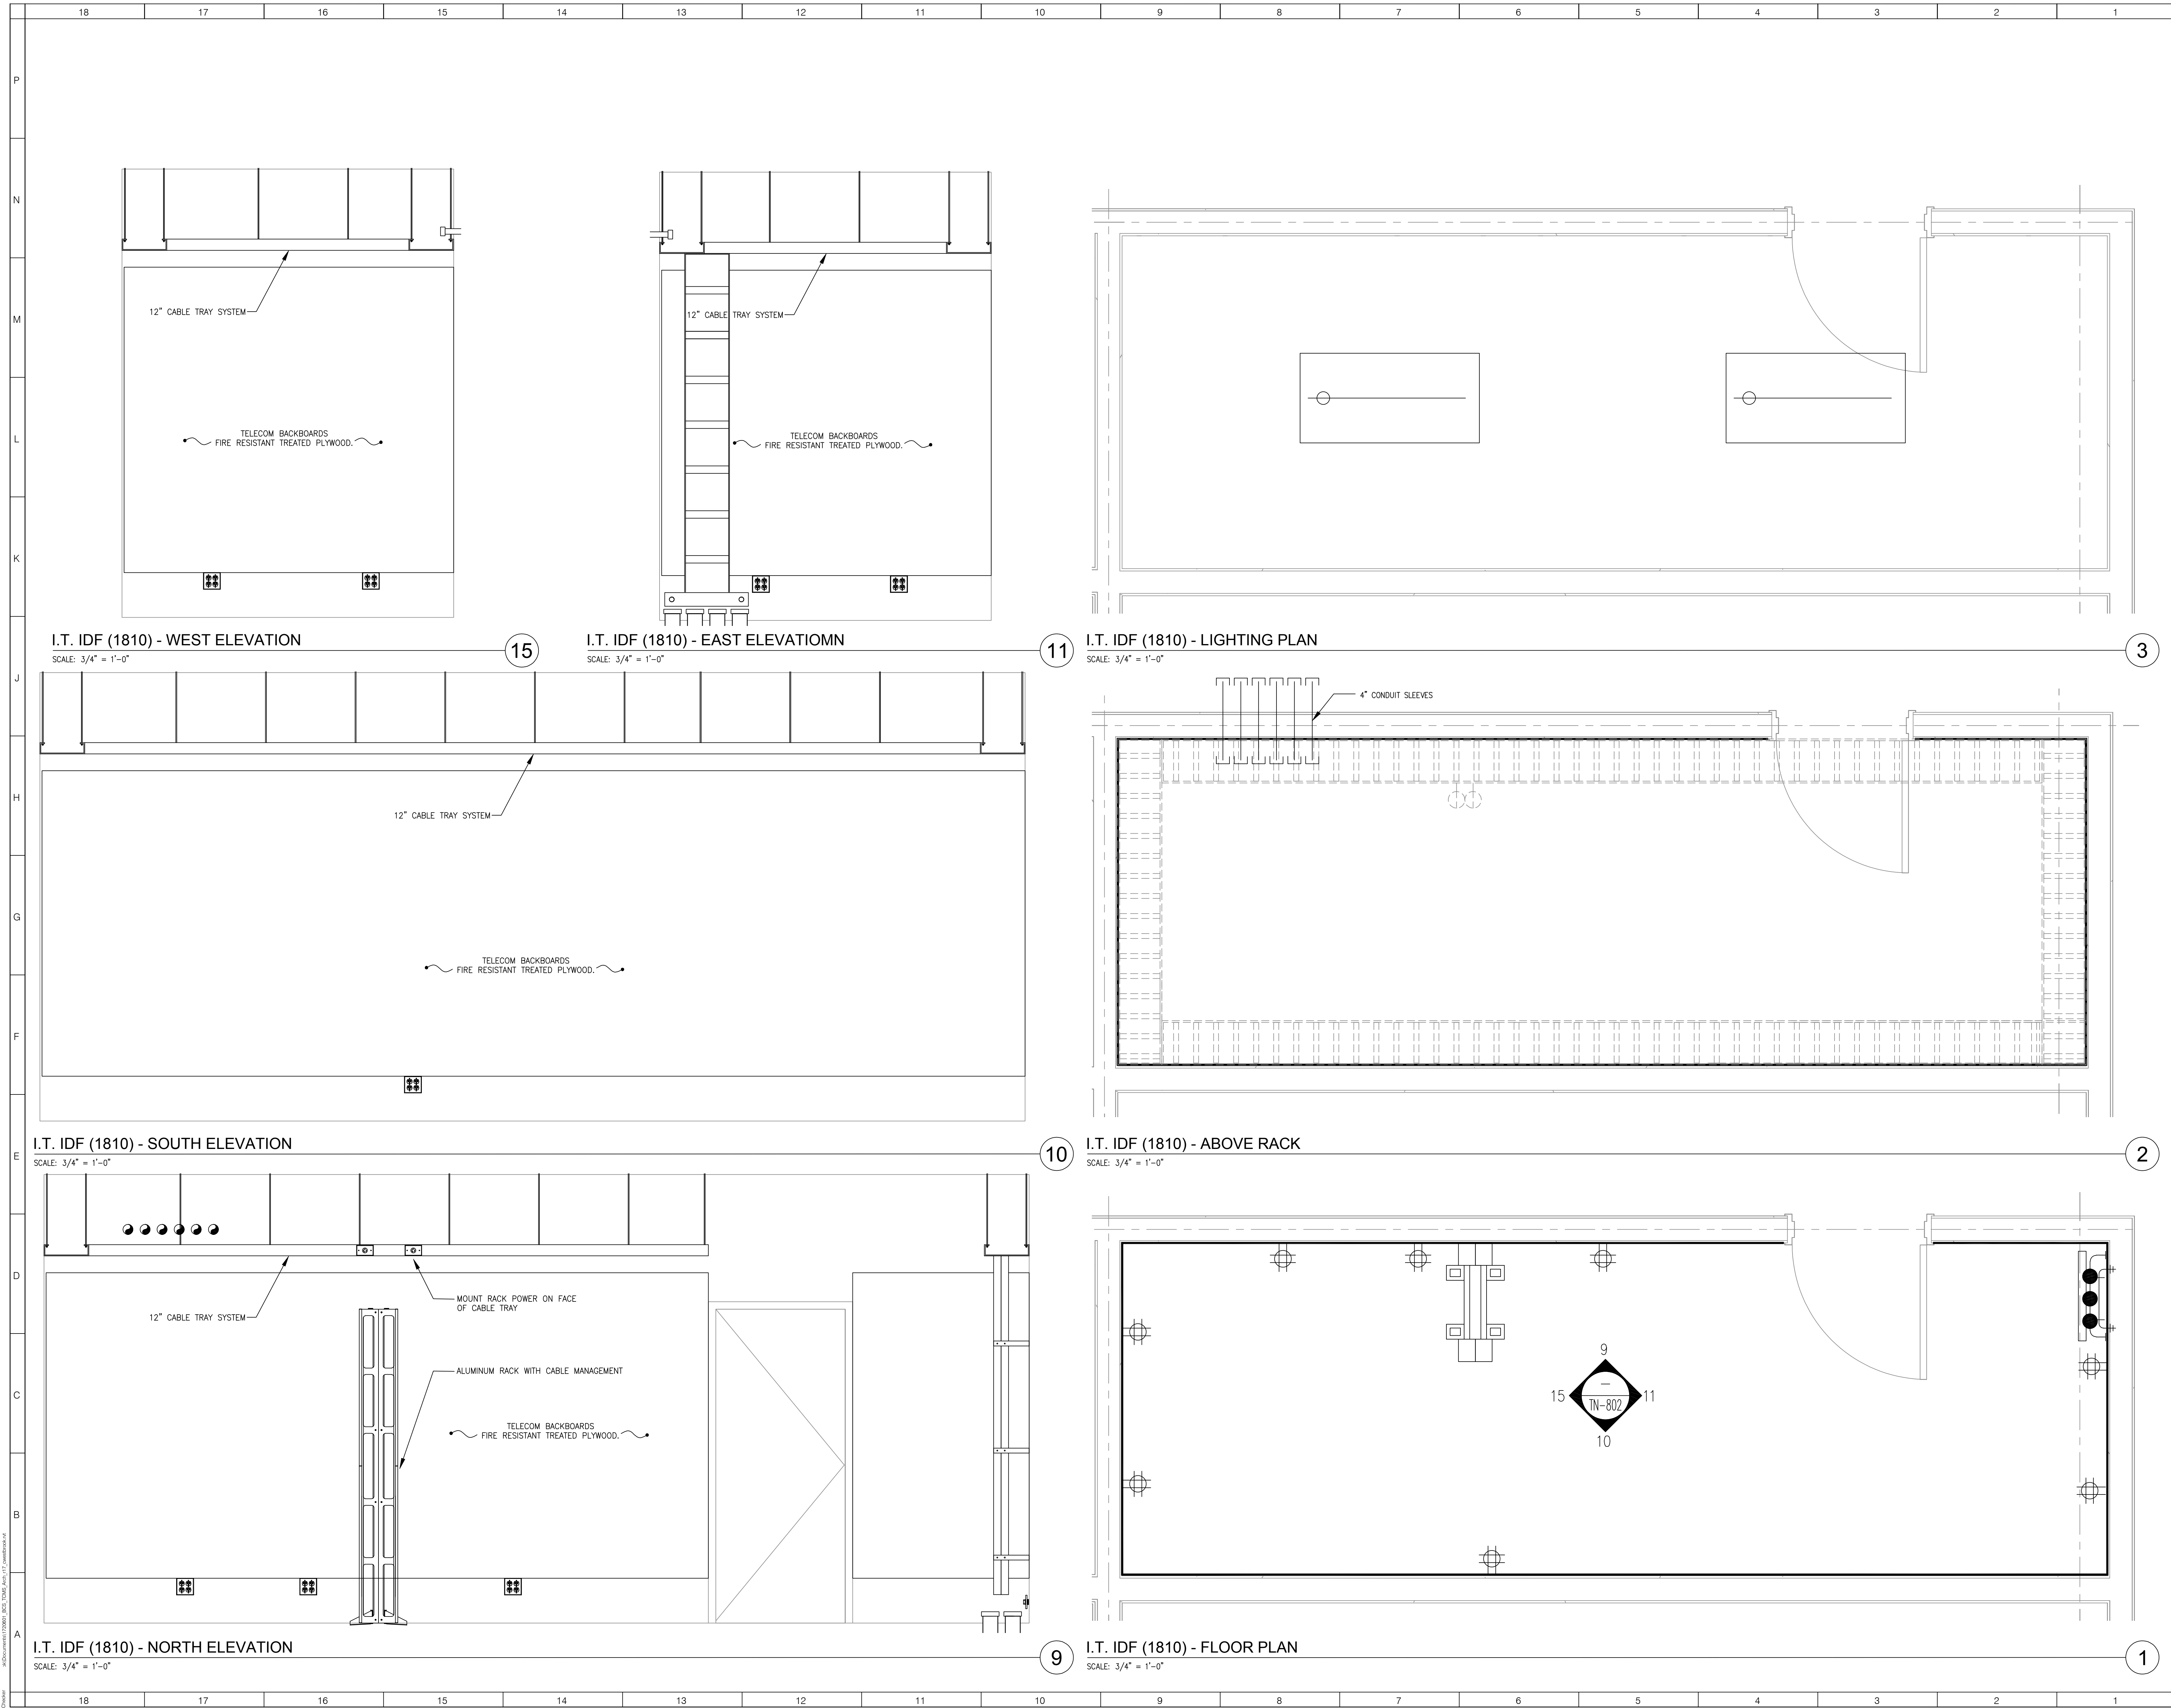 18 17 16 15 14 13 12 11 10 9 8 7 6 5 4 3 2 1
P
N
M
L
K
J
H
G
F
E
D
C
B
A
12" CABLE TRAY SYSTEM
TELECOM BACKBOARDS
FIRE RESISTANT TREATED PLYWOOD.
I.T. IDF (1810) - WEST ELEVATION
15
SCALE: 3/4" = 1'-0"
12" CABLE TRAY SYSTEM
TELECOM BACKBOARDS
FIRE RESISTANT TREATED PLYWOOD.
I.T. IDF (1810) - EAST ELEVATIOMN
11
SCALE: 3/4" = 1'-0"
I.T. IDF (1810) - LIGHTING PLAN
3
SCALE: 3/4" = 1'-0"
12" CABLE TRAY SYSTEM
TELECOM BACKBOARDS
FIRE RESISTANT TREATED PLYWOOD.
I.T. IDF (1810) - SOUTH ELEVATION
10
SCALE: 3/4" = 1'-0"
4" CONDUIT SLEEVES
I.T. IDF (1810) - ABOVE RACK
2
SCALE: 3/4" = 1'-0"
12" CABLE TRAY SYSTEM
MOUNT RACK POWER ON FACE
OF CABLE TRAY
ALUMINUM RACK WITH CABLE MANAGEMENT
TELECOM BACKBOARDS
FIRE RESISTANT TREATED PLYWOOD.
I.T. IDF (1810) - NORTH ELEVATION
9
SCALE: 3/4" = 1'-0"
9
15
TN-802
11
10
I.T. IDF (1810) - FLOOR PLAN
1
SCALE: 3/4" = 1'-0"
Checker
18 17 16 15 14 13 12 11 10 9 8 7 6 5 4 3 2 1